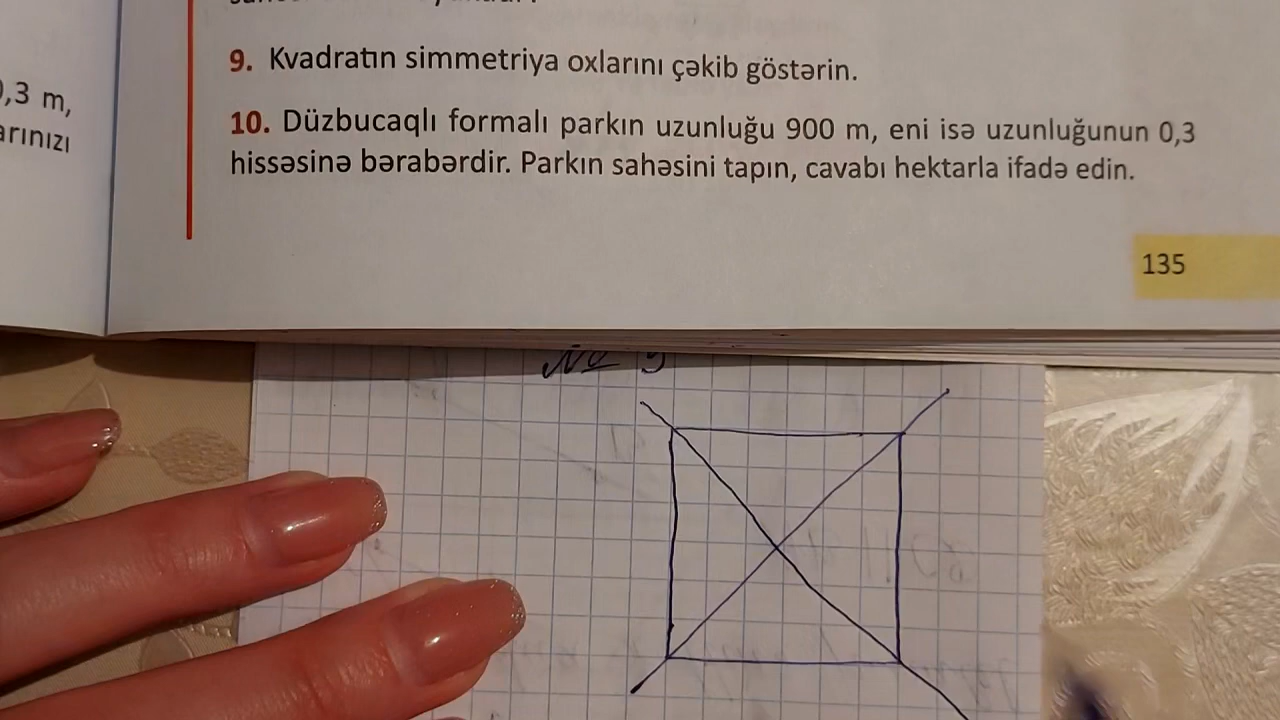 ,3 m,
arınızı
9. Kvadratın simmetriya oxlarını çəkib göstərin.
10. Düzbucaqlı formalı parkın uzunluğu 900 m, eni isə uzunluğunun 0,3
hissəsinə bərabərdir. Parkın sahəsini tapın, cavabı hektarla ifadə edin.
135
№ 9